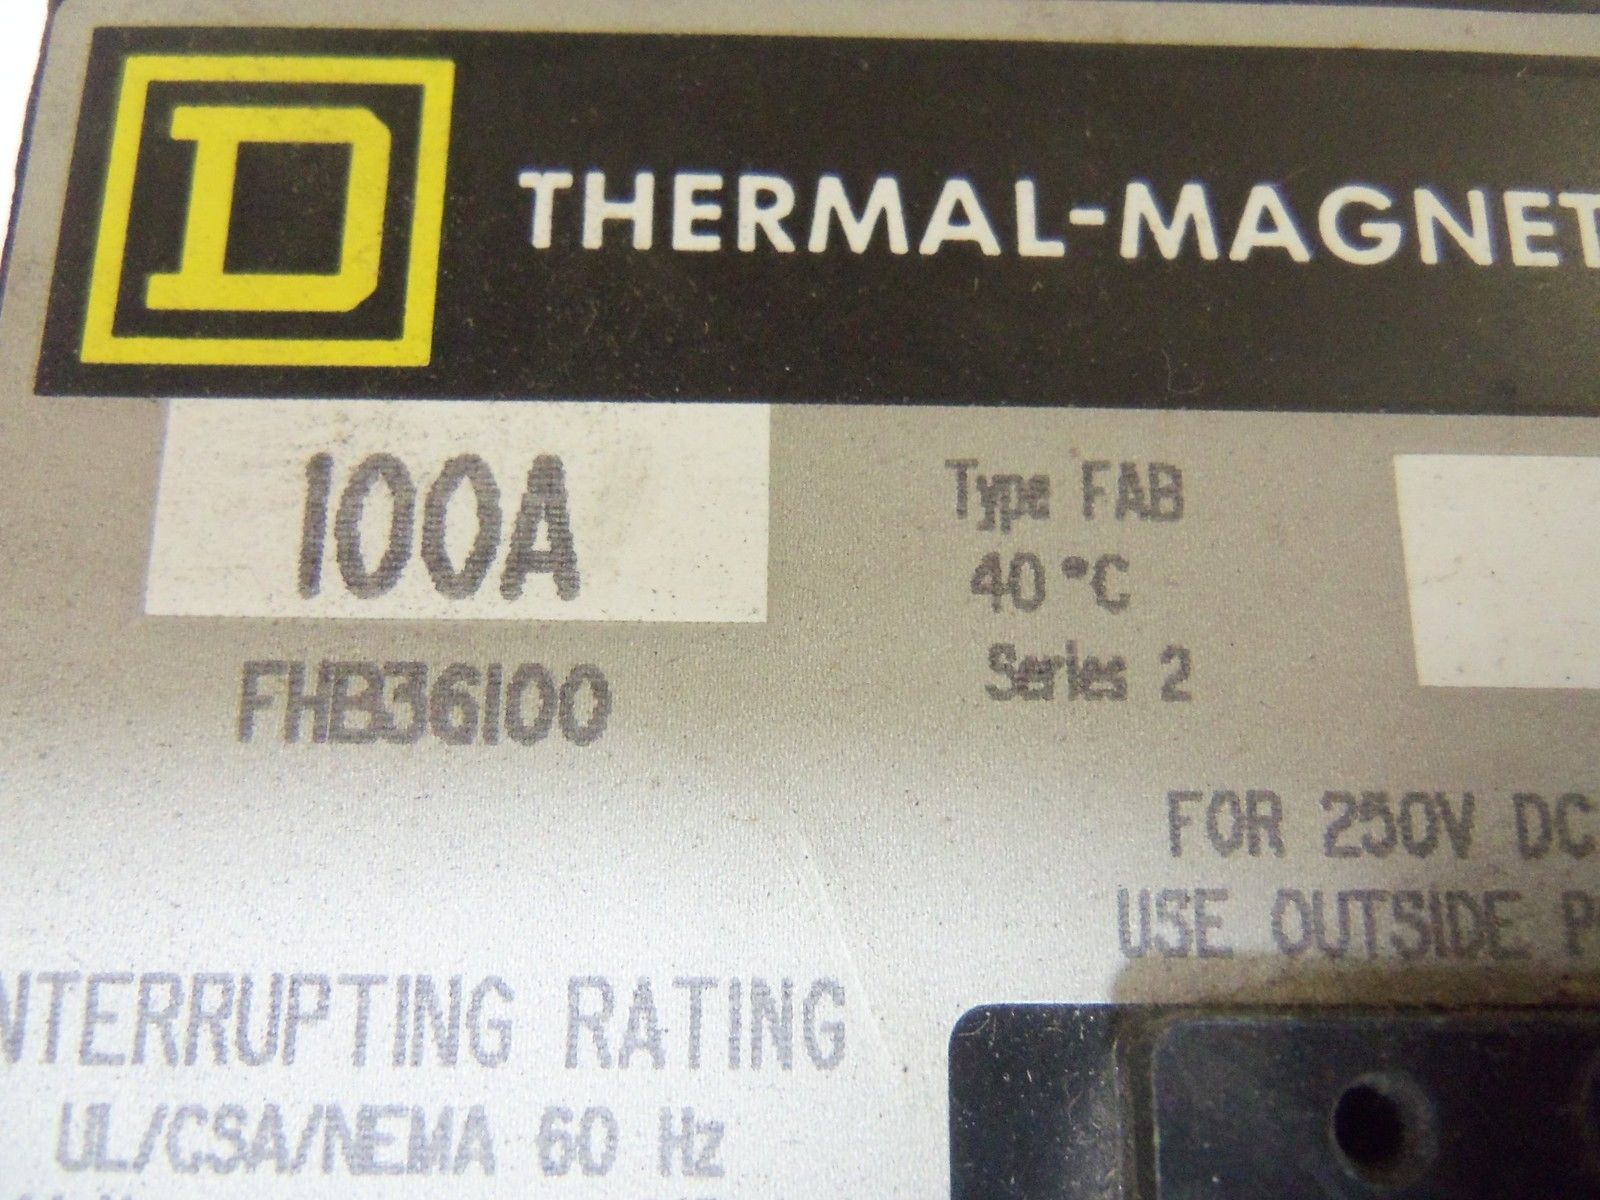 D THERMAL-MAGNET
100A
FHB36100
Type FAB
40°C
Series 2
FOR 250V DC
USE OUTSIDE P
NTERRUPTING RATING
UL/CSA/NEMA 60 Hz